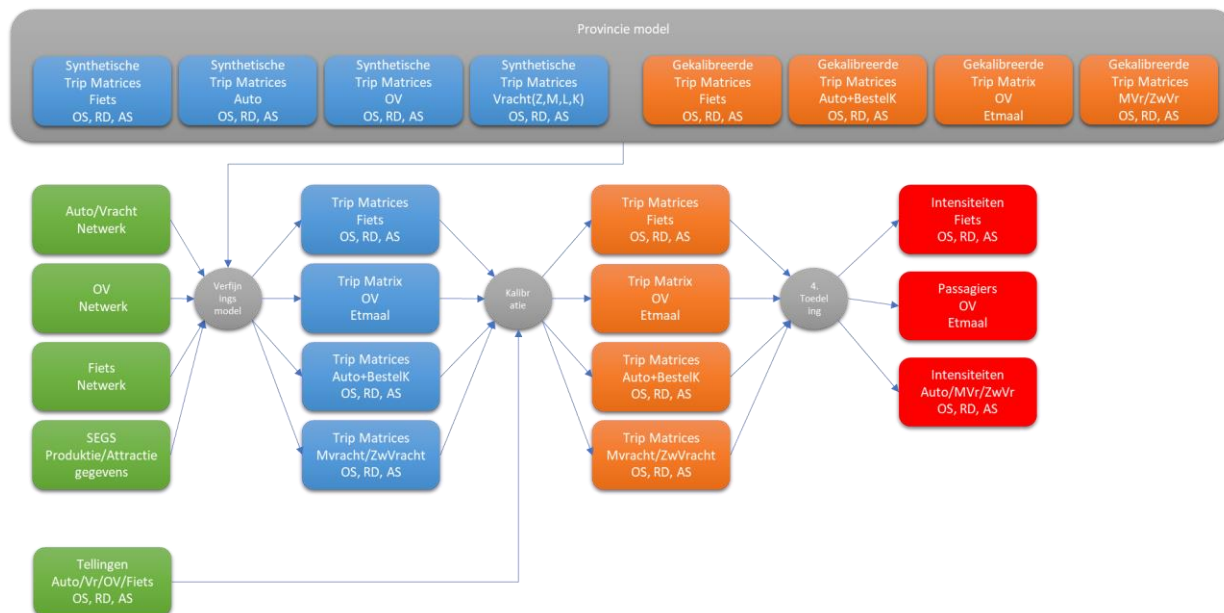 Provincie model
Synthetische
Trip Matrices
Fiets
OS, RD, AS
Synthetische
Trip Matrices
Auto
OS, RD, AS
Synthetische
Trip Matrices
OV
OS, RD, AS
Synthetische
Trip Matrices
Vracht(Z,M,L,K)
OS, RD, AS
Gekalibreerde
Trip Matrices
Fiets
OS, RD, AS
Gekalibreerde
Trip Matrices
Auto+BestelK
OS, RD, AS
Gekalibreerde
Trip Matrix
OV
Etmaal
Gekalibreerde
Trip Matrices
MVr/ZwVr
OS, RD, AS
Auto/Vracht
Netwerk
OV
Netwerk
Fiets
Netwerk
SEGS
Produktie/Attractie
gegevens
Tellingen
Auto/Vr/OV/Fiets
OS, RD, AS
Verfijn
ings
model
Trip Matrices
Fiets
OS, RD, AS
Trip Matrix
OV
Etmaal
Trip Matrices
Auto+BestelK
OS, RD, AS
Trip Matrices
Mvracht/ZwVracht
OS, RD, AS
Kalibr
atie
Trip Matrices
Fiets
OS, RD, AS
Trip Matrix
OV
Etmaal
Trip Matrices
Auto+BestelK
OS, RD, AS
Trip Matrices
Mvracht/ZwVracht
OS, RD, AS
4.
Toedel
ing
Intensiteiten
Fiets
OS, RD, AS
Passagiers
OV
Etmaal
Intensiteiten
Auto/MVr/ZwVr
OS, RD, AS